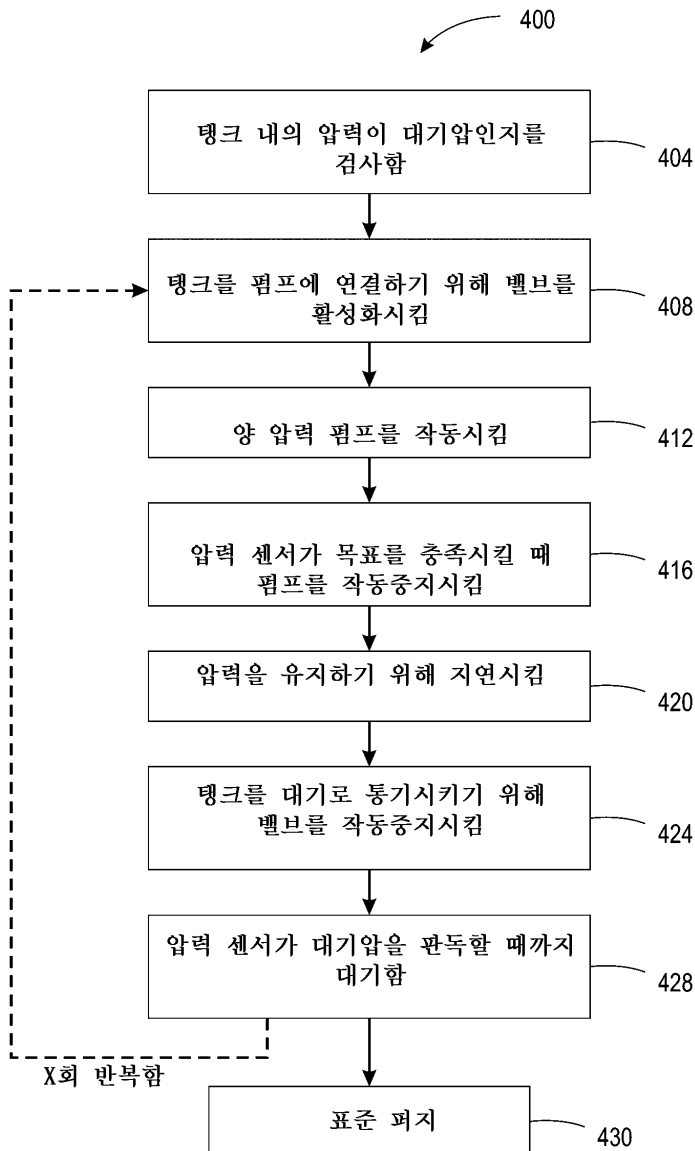 400
탱크 내의 압력이 대기압인지를
검사함
404
탱크를 펌프에 연결하기 위해 밸브를
활성화시킴
408
양 압력 펌프를 작동시킴
412
압력 센서가 목표를 충족시킬 때
펌프를 작동중지시킴
416
압력을 유지하기 위해 지연시킴
420
탱크를 대기로 통기시키기 위해
밸브를 작동중지시킴
424
압력 센서가 대기압을 판독할 때까지
대기함
428
X회 반복함
표준 퍼지
430